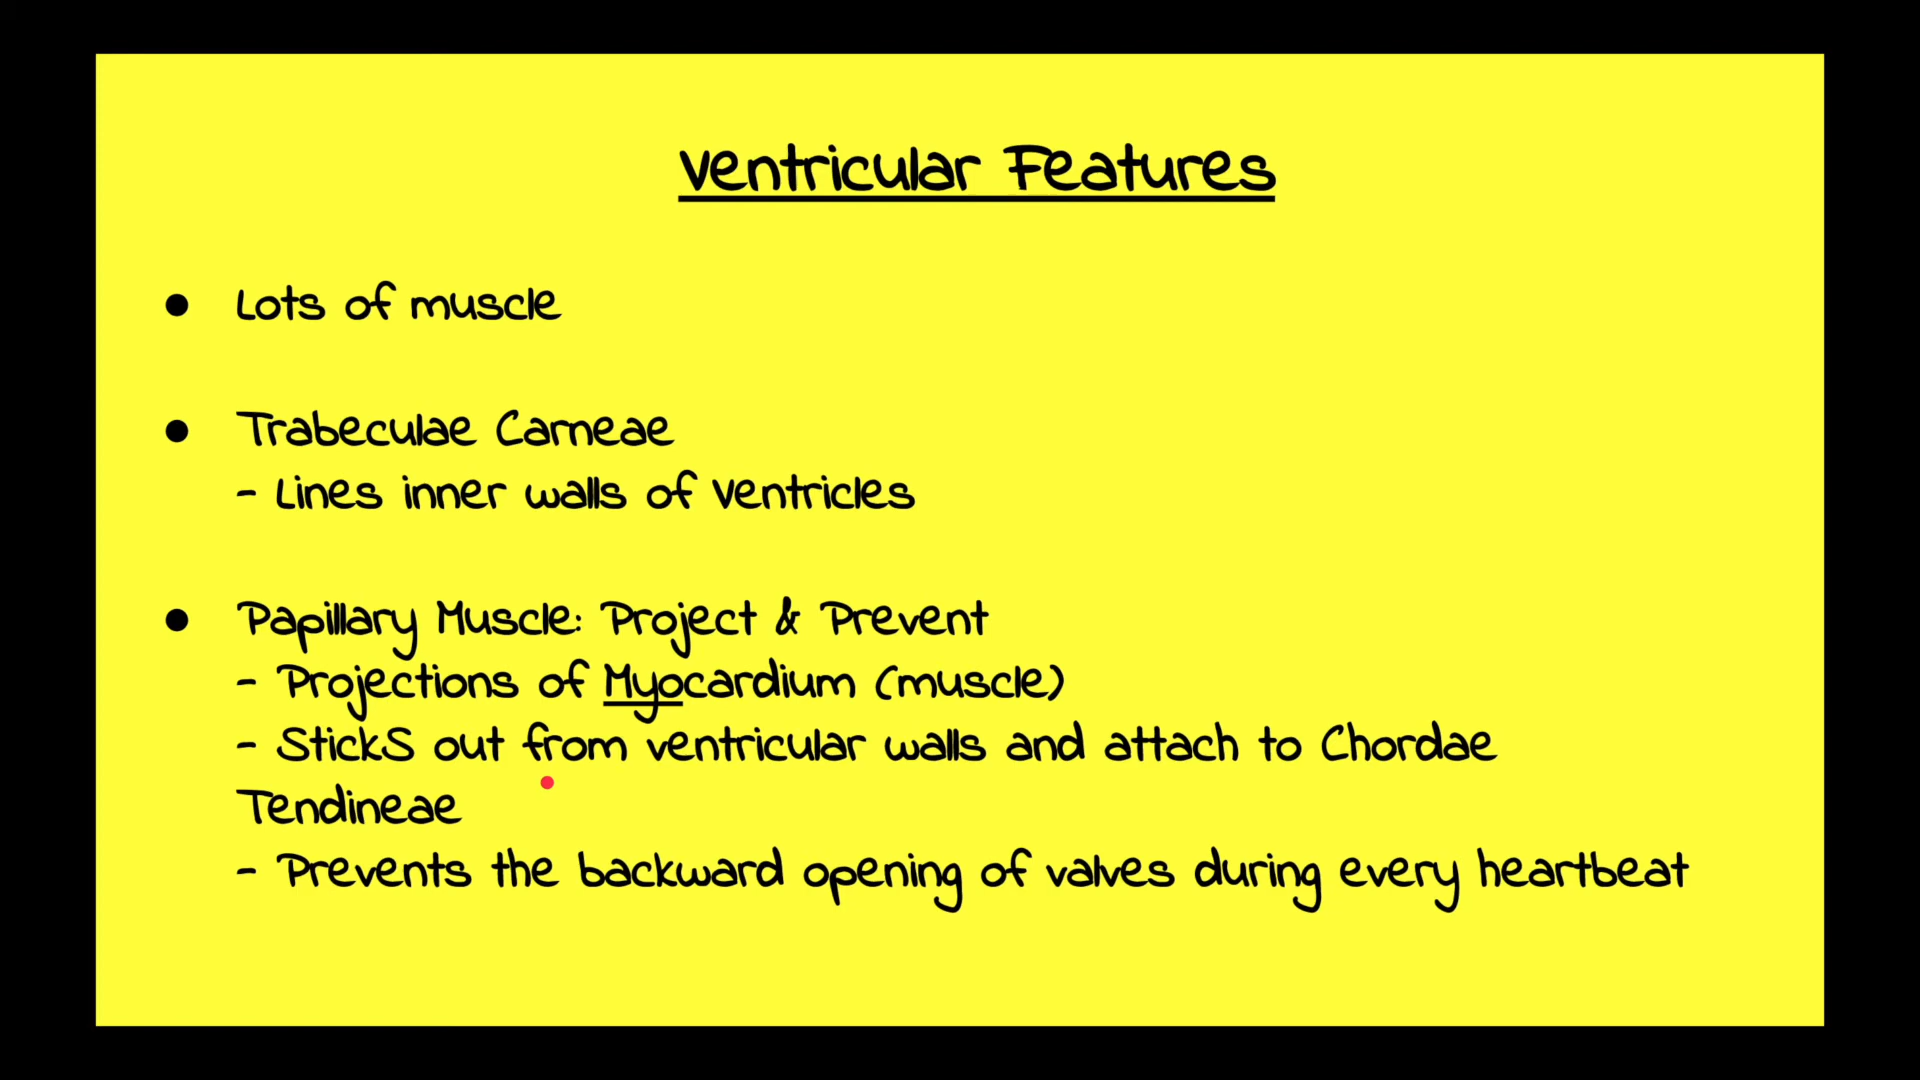 Ventricular Features
● Lots of muscle
● Trabeculae Carneae
- Lines inner walls of Ventricles
● Papillary Muscle: Project & Prevent
- Projections of Myocardium (muscle)
- StickS out from ventricular walls and attach to Chordae
Tendineae
- Prevents the backward opening of valves during every heartbeat